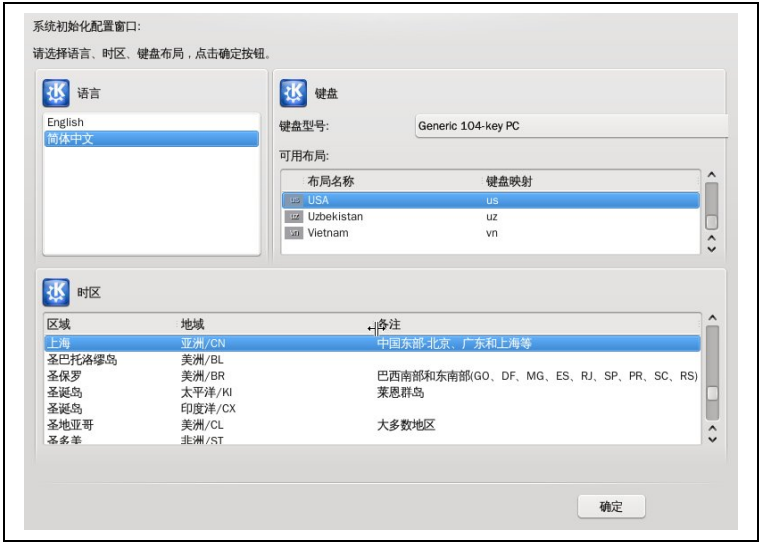 系统初始化配置窗口:
请选择语言、时区、键盘布局，点击确定按钮。
语言
English
简体中文
键盘
键盘型号: Generic 104-key PC
可用布局:
布局名称 键盘映射
us USA us
uz Uzbekistan uz
vn Vietnam vn
时区
区域 地域 备注
上海 亚洲/CN 中国东部-北京、广东和上海等
圣巴托洛缪岛 美洲/BL
圣保罗 美洲/BR 巴西南部和东南部(GO、DF、MG、ES、RJ、SP、PR、SC、RS)
圣诞岛 太平洋/KI 莱恩群岛
圣诞岛 印度洋/CX
圣地亚哥 美洲/CL 大多数地区
圣多美 非洲/ST
确定